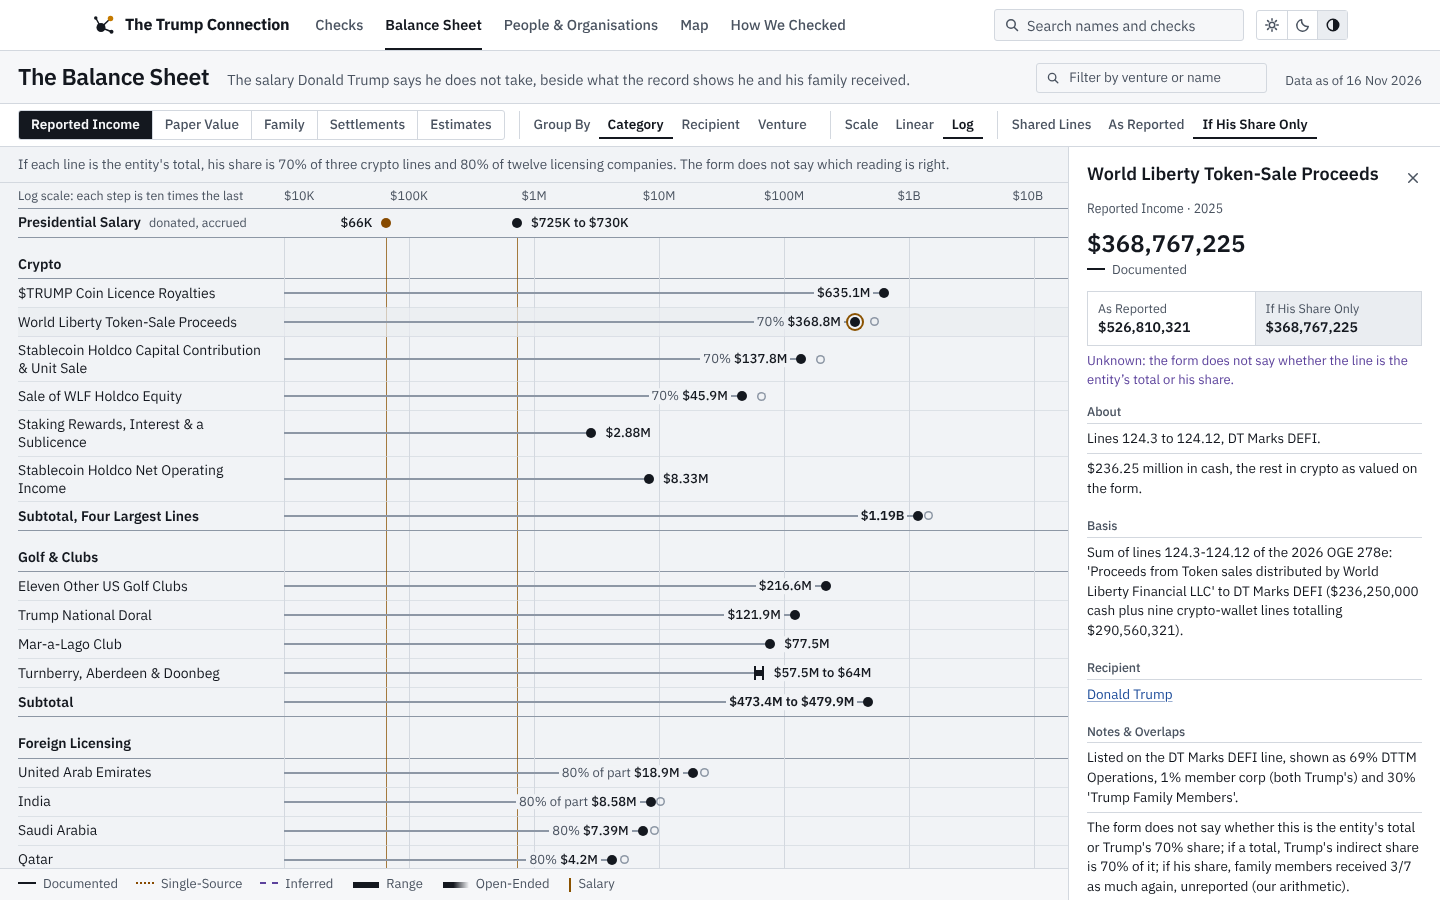 The Trump Connection
Checks
Balance Sheet
People & Organisations
Map
How We Checked
Search names and checks
The Balance Sheet
The salary Donald Trump says he does not take, beside what the record shows he and his family received.
Filter by venture or name
Data as of 16 Nov 2026
Reported Income
Paper Value
Family
Settlements
Estimates
Group By
Category
Recipient
Venture
Scale
Linear
Log
Shared Lines
As Reported
If His Share Only
If each line is the entity's total, his share is 70% of three crypto lines and 80% of twelve licensing companies. The form does not say which reading is right.
Log scale: each step is ten times the last
$10K
$100K
$1M
$10M
$100M
$1B
$10B
Presidential Salary donated, accrued
$66K
$725K to $730K
Crypto
$TRUMP Coin Licence Royalties
$635.1M
World Liberty Token-Sale Proceeds
70% $368.8M
Stablecoin Holdco Capital Contribution
& Unit Sale
70% $137.8M
Sale of WLF Holdco Equity
70% $45.9M
Staking Rewards, Interest & a
Sublicence
$2.88M
Stablecoin Holdco Net Operating
Income
$8.33M
Subtotal, Four Largest Lines
$1.19B
Golf & Clubs
Eleven Other US Golf Clubs
$216.6M
Trump National Doral
$121.9M
Mar-a-Lago Club
$77.5M
Turnberry, Aberdeen & Doonbeg
$57.5M to $64M
Subtotal
$473.4M to $479.9M
Foreign Licensing
United Arab Emirates
80% of part $18.9M
India
80% of part $8.58M
Saudi Arabia
80% $7.39M
Qatar
80% $4.2M
Documented
Single-Source
Inferred
Range
Open-Ended
Salary
World Liberty Token-Sale Proceeds
Reported Income · 2025
$368,767,225
Documented
As Reported
$526,810,321
If His Share Only
$368,767,225
Unknown: the form does not say whether the line is the
entity’s total or his share.
About
Lines 124.3 to 124.12, DT Marks DEFI.
$236.25 million in cash, the rest in crypto as valued on
the form.
Basis
Sum of lines 124.3-124.12 of the 2026 OGE 278e:
'Proceeds from Token sales distributed by World
Liberty Financial LLC' to DT Marks DEFI ($236,250,000
cash plus nine crypto-wallet lines totalling
$290,560,321).
Recipient
Donald Trump
Notes & Overlaps
Listed on the DT Marks DEFI line, shown as 69% DTTM
Operations, 1% member corp (both Trump's) and 30%
'Trump Family Members'.
The form does not say whether this is the entity's total
or Trump's 70% share; if a total, Trump's indirect share
is 70% of it; if his share, family members received 3/7
as much again, unreported (our arithmetic).